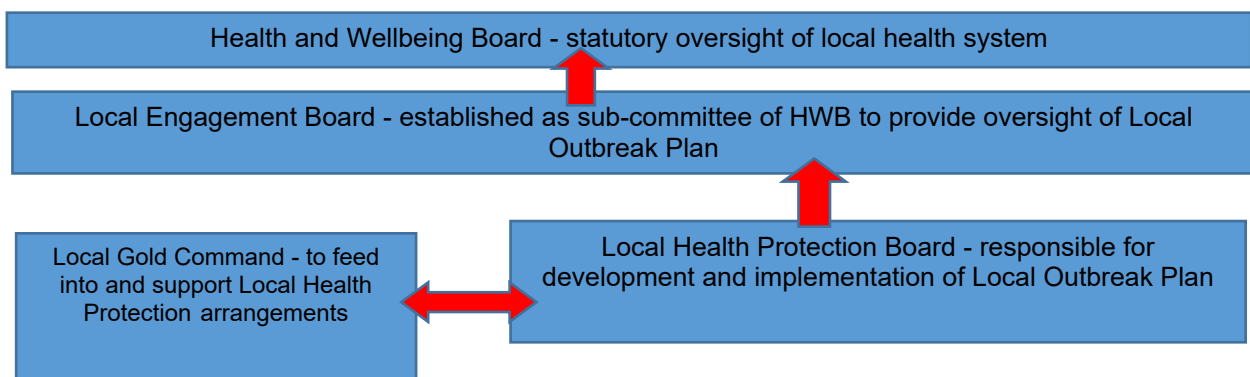 Health and Wellbeing Board - statutory oversight of local health system
Local Engagement Board - established as sub-committee of HWB to provide oversight of Local
Outbreak Plan
Local Gold Command - to feed
into and support Local Health
Protection arrangements
Local Health Protection Board - responsible for
development and implementation of Local Outbreak Plan